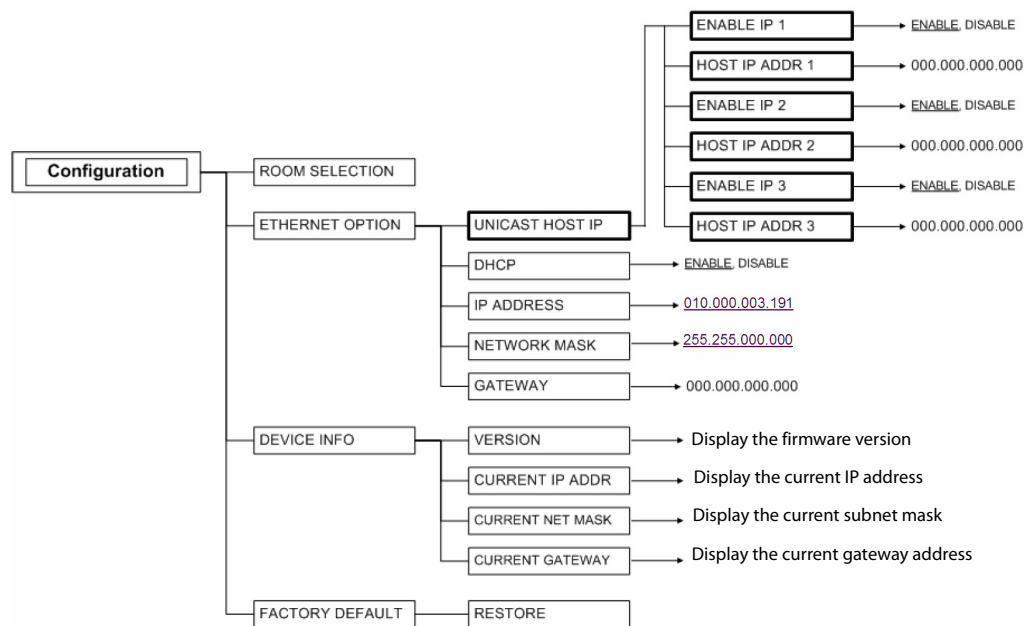 ENABLE IP 1 ENABLE, DISABLE
HOST IP ADDR 1 000.000.000.000
ENABLE IP 2 ENABLE, DISABLE
HOST IP ADDR 2 000.000.000.000
Configuration ROOM SELECTION
ENABLE IP 3 ENABLE, DISABLE
ETHERNET OPTION UNICAST HOST IP HOST IP ADDR 3 000.000.000.000
DHCP ENABLE, DISABLE
IP ADDRESS 010.000.003.191
NETWORK MASK 255.255.000.000
GATEWAY 000.000.000.000
DEVICE INFO VERSION Display the firmware version
CURRENT IP ADDR Display the current IP address
CURRENT NET MASK Display the current subnet mask
CURRENT GATEWAY Display the current gateway address
FACTORY DEFAULT RESTORE